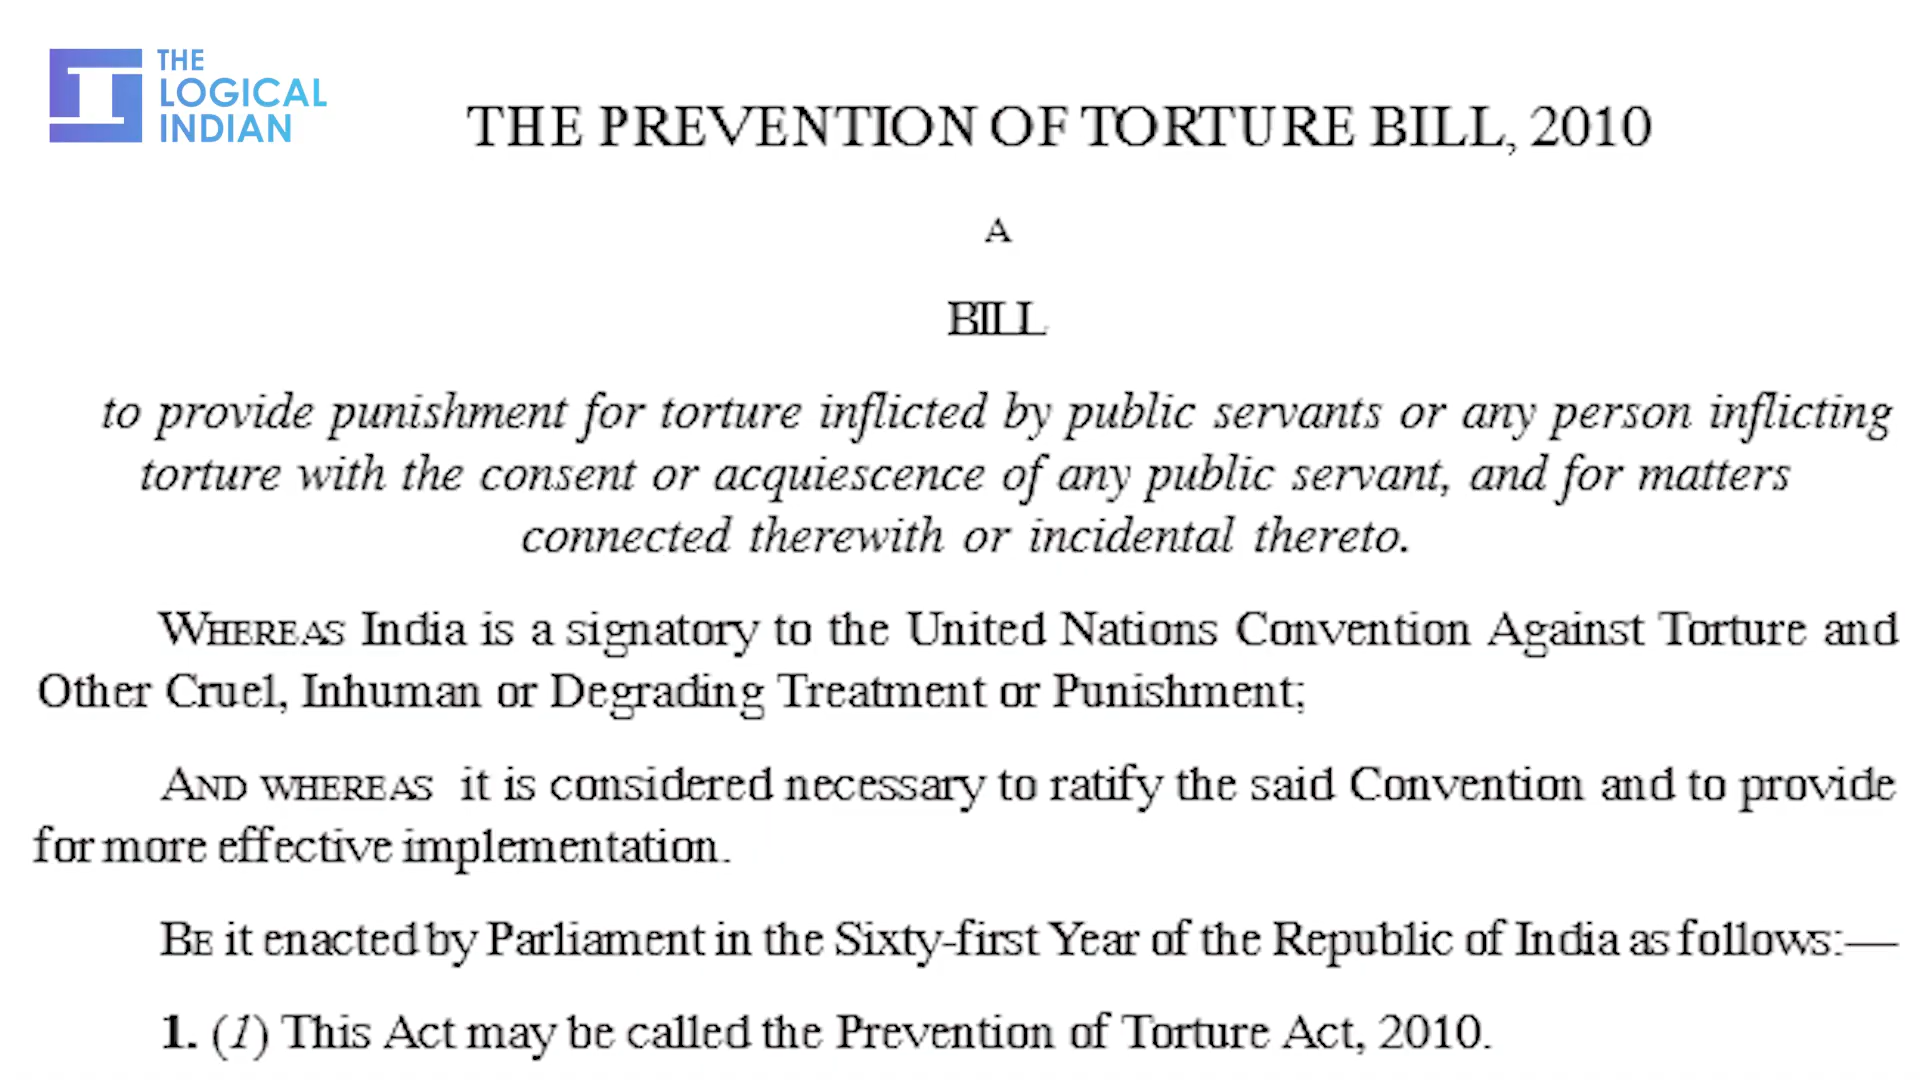 THE
LOGICAL
INDIAN
THE PREVENTION OF TORTURE BILL, 2010
A
BILL
to provide punishment for torture inflicted by public servants or any person inflicting
torture with the consent or acquiescence of any public servant, and for matters
connected therewith or incidental thereto.
WHEREAS India is a signatory to the United Nations Convention Against Torture and
Other Cruel, Inhuman or Degrading Treatment or Punishment;
AND WHEREAS it is considered necessary to ratify the said Convention and to provide
for more effective implementation.
BE it enacted by Parliament in the Sixty-first Year of the Republic of India as follows:—
1. (1) This Act may be called the Prevention of Torture Act, 2010.